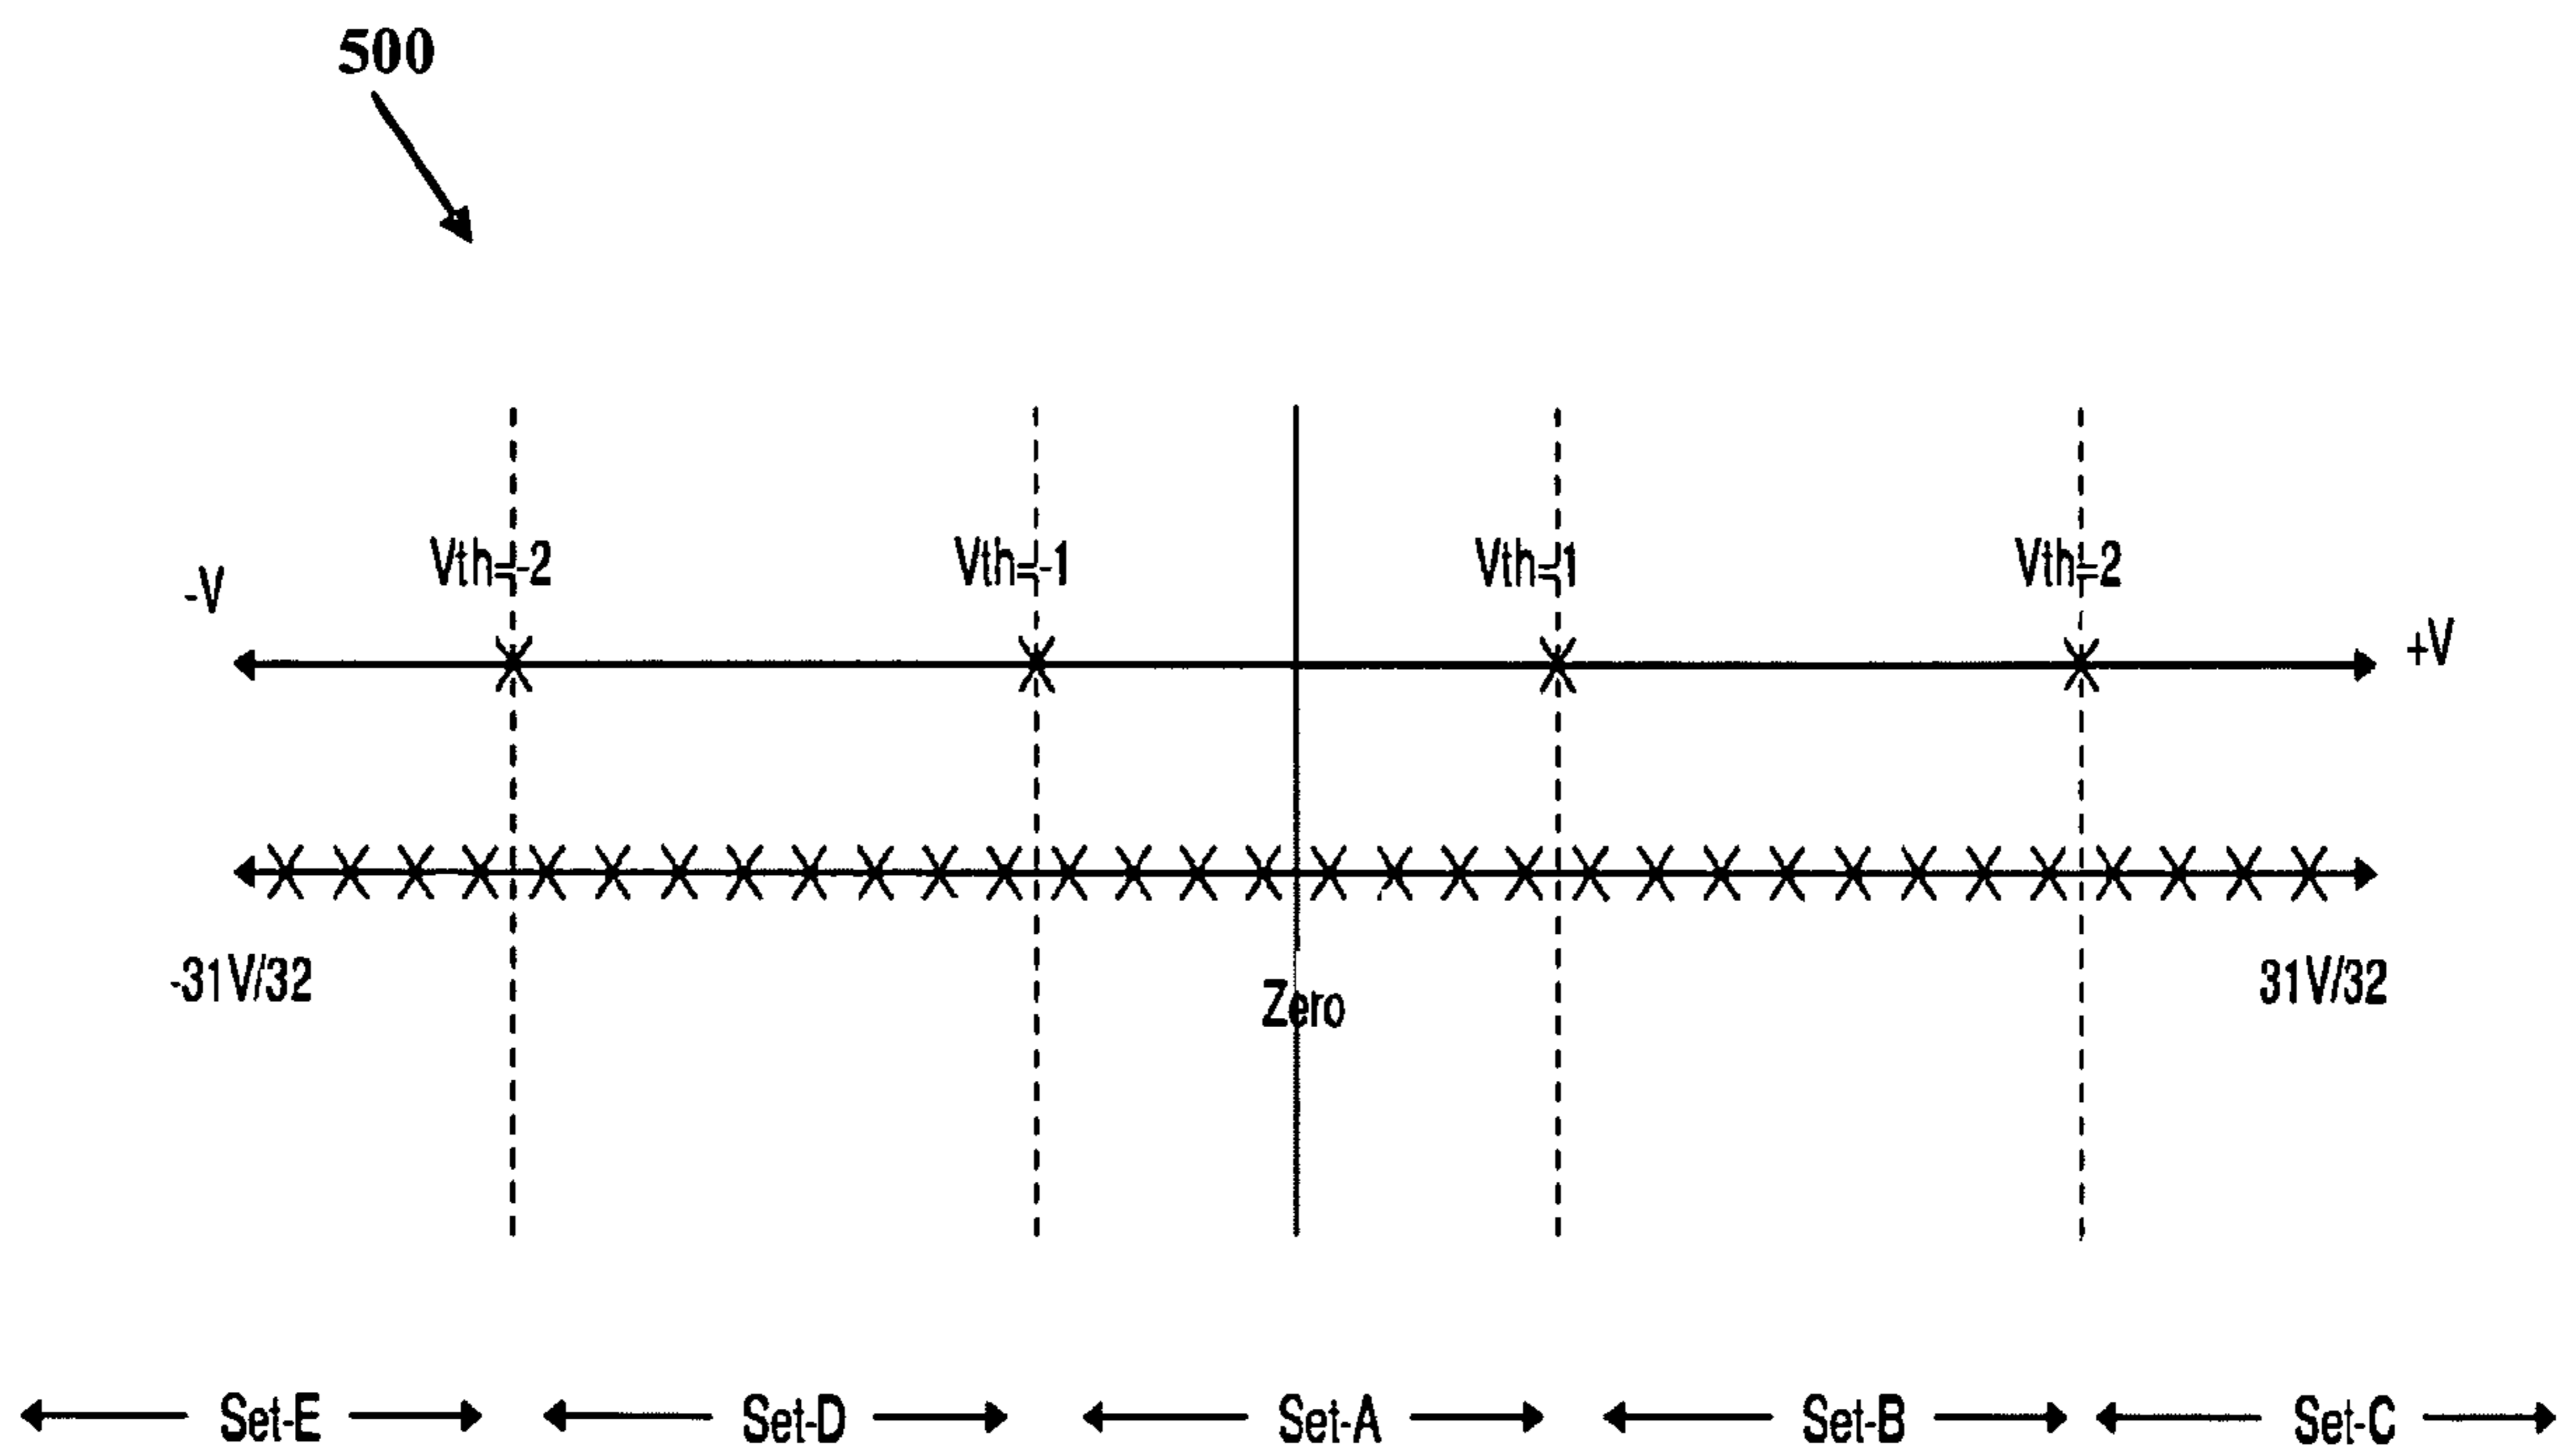 500
Vth=-2 Vth=-1 Vth=1 Vth=2
-V +V
-31V/32 Zero 31V/32
Set-E Set-D Set-A Set-B Set-C